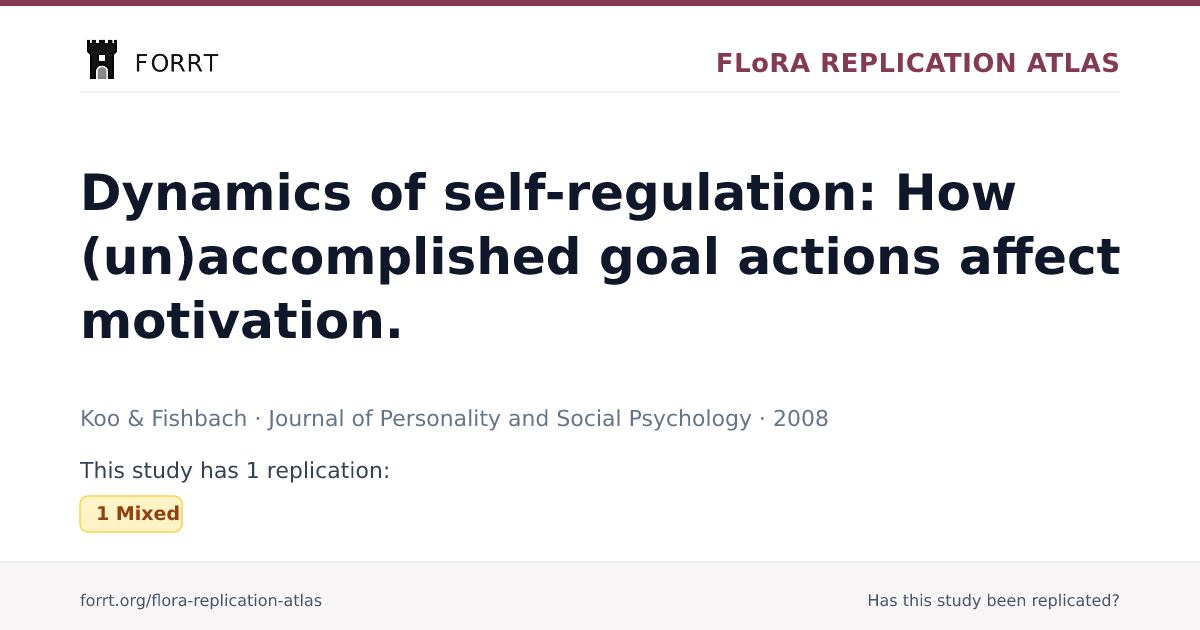 FORRT
FLoRA REPLICATION ATLAS
Dynamics of self-regulation: How
(un)accomplished goal actions affect
motivation.
Koo & Fishbach · Journal of Personality and Social Psychology · 2008
This study has 1 replication:
1 Mixed
forrt.org/flora-replication-atlas
Has this study been replicated?